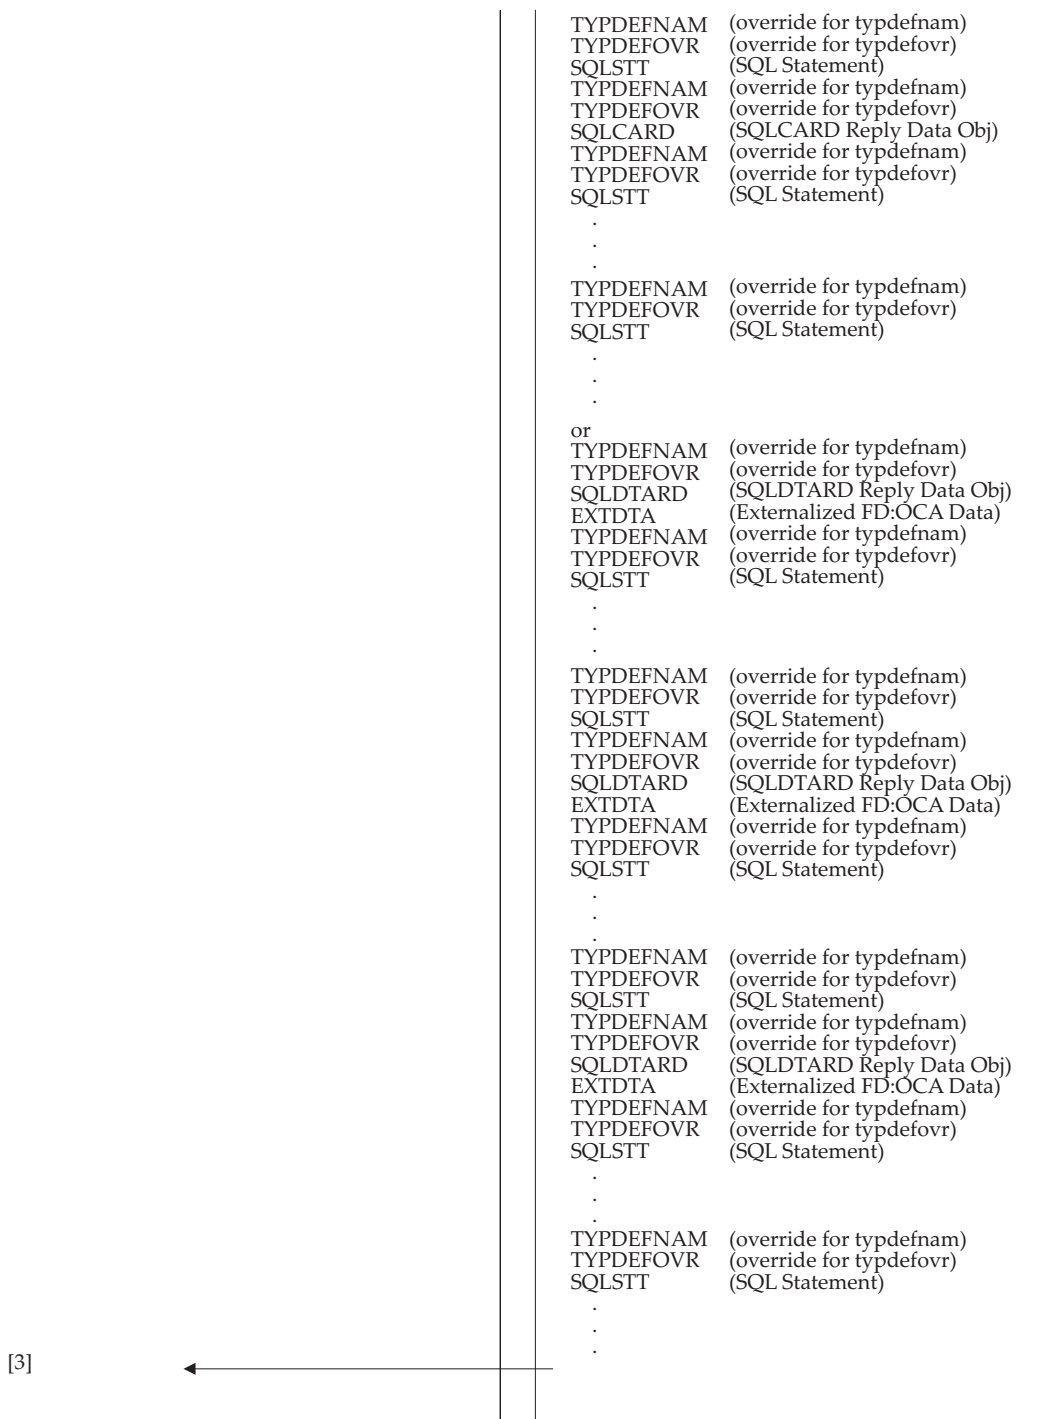 TYPDEFNAM (override for typdefnam)
TYPDEFOVR (override for typdefovr)
SQLSTT (SQL Statement)
TYPDEFNAM (override for typdefnam)
TYPDEFOVR (override for typdefovr)
SQLCARD (SQLCARD Reply Data Obj)
TYPDEFNAM (override for typdefnam)
TYPDEFOVR (override for typdefovr)
SQLSTT (SQL Statement)
.
.
.
TYPDEFNAM (override for typdefnam)
TYPDEFOVR (override for typdefovr)
SQLSTT (SQL Statement)
.
.
.
or
TYPDEFNAM (override for typdefnam)
TYPDEFOVR (override for typdefovr)
SQLDTARD (SQLDTARD Reply Data Obj)
EXTDTA (Externalized FD:OCA Data)
TYPDEFNAM (override for typdefnam)
TYPDEFOVR (override for typdefovr)
SQLSTT (SQL Statement)
.
.
.
TYPDEFNAM (override for typdefnam)
TYPDEFOVR (override for typdefovr)
SQLSTT (SQL Statement)
TYPDEFNAM (override for typdefnam)
TYPDEFOVR (override for typdefovr)
SQLDTARD (SQLDTARD Reply Data Obj)
EXTDTA (Externalized FD:OCA Data)
TYPDEFNAM (override for typdefnam)
TYPDEFOVR (override for typdefovr)
SQLSTT (SQL Statement)
.
.
.
TYPDEFNAM (override for typdefnam)
TYPDEFOVR (override for typdefovr)
SQLSTT (SQL Statement)
TYPDEFNAM (override for typdefnam)
TYPDEFOVR (override for typdefovr)
SQLDTARD (SQLDTARD Reply Data Obj)
EXTDTA (Externalized FD:OCA Data)
TYPDEFNAM (override for typdefnam)
TYPDEFOVR (override for typdefovr)
SQLSTT (SQL Statement)
.
.
.
TYPDEFNAM (override for typdefnam)
TYPDEFOVR (override for typdefovr)
SQLSTT (SQL Statement)
.
.
.
[3]